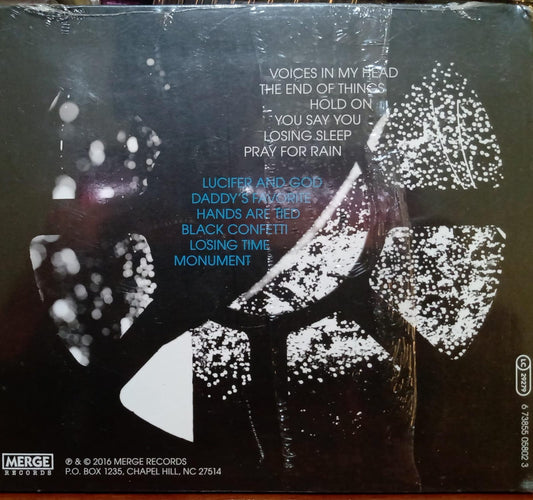 VOICES IN MY HEAD
THE END OF THINGS
HOLD ON
YOU SAY YOU
LOSING SLEEP
PRAY FOR RAIN
LUCIFER AND GOD
DADDY'S FAVORITE
HANDS ARE TIED
BLACK CONFETTI
LOSING TIME
MONUMENT
LC 29279
6 73855 05802 3
MERGE
RECORDS
℗ & © 2016 MERGE RECORDS
P.O. BOX 1235, CHAPEL HILL, NC 27514